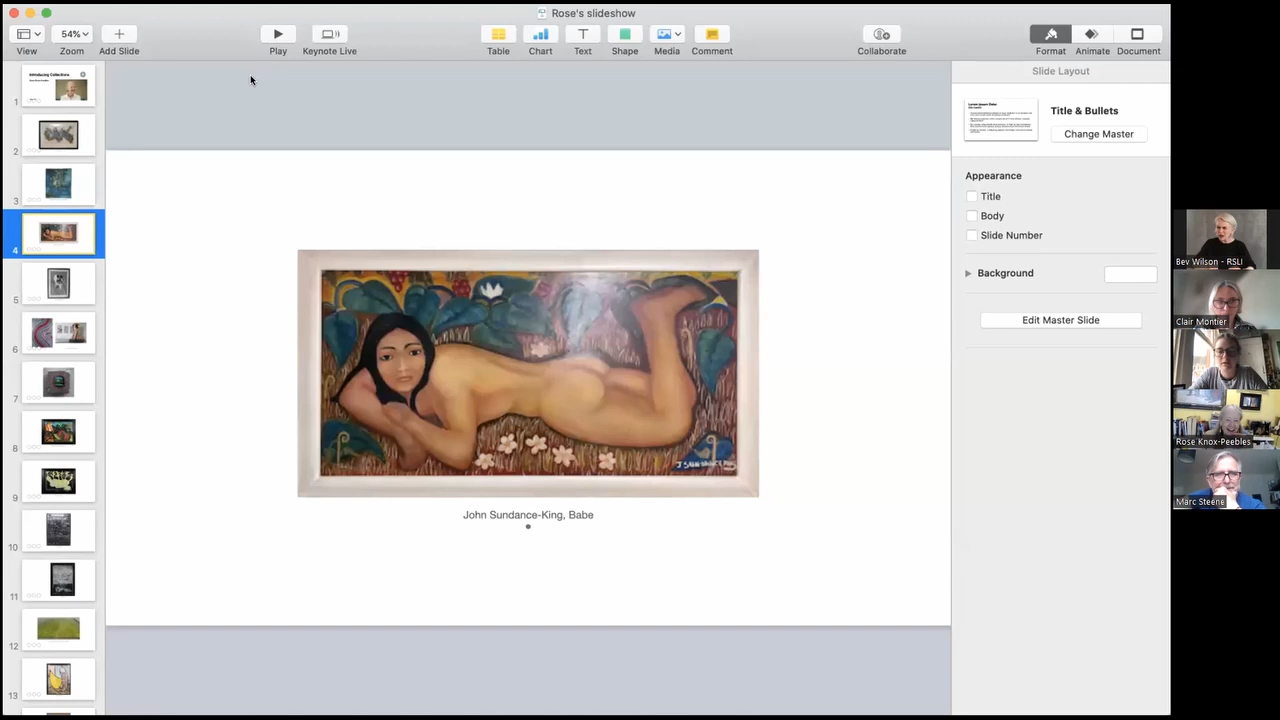 Rose's slideshow
54%
View
Zoom
Add Slide
Play
Keynote Live
Table
Chart
Text
Shape
Media
Comment
Collaborate
Format
Animate
Document
Introducing Collections
1
2
3
4
5
6
7
8
9
10
11
12
13
John Sundance-King, Babe
Slide Layout
Title & Bullets
Change Master
Appearance
Title
Body
Slide Number
Background
Edit Master Slide
Bev Wilson - RSLI
Clair Montier
Rose Knox-Peebles
Marc Steene